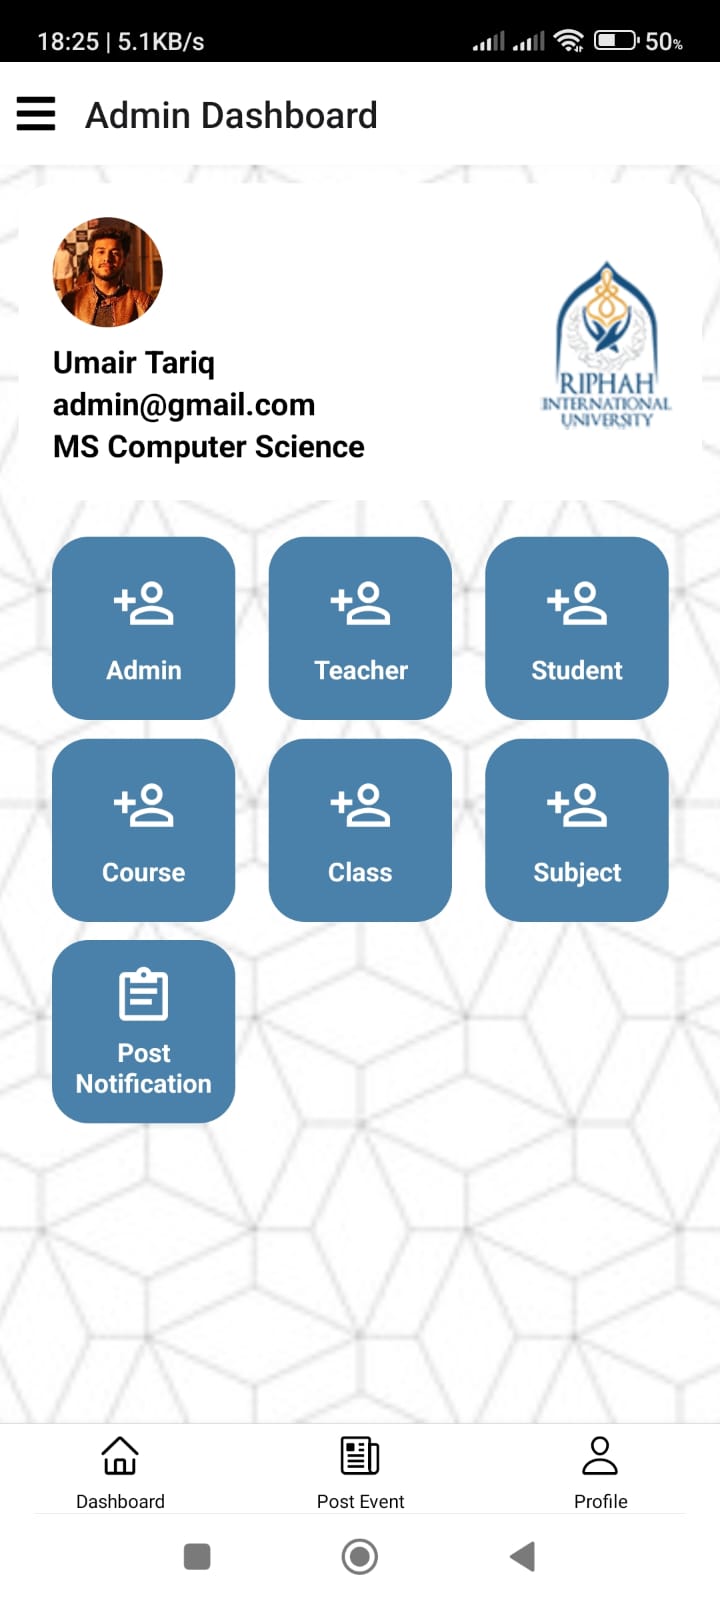 18:25 | 5.1KB/s 50%
Admin Dashboard
Umair Tariq
admin@gmail.com
MS Computer Science
RIPHAH
INTERNATIONAL
UNIVERSITY
Admin
Teacher
Student
Course
Class
Subject
Post
Notification
Dashboard
Post Event
Profile